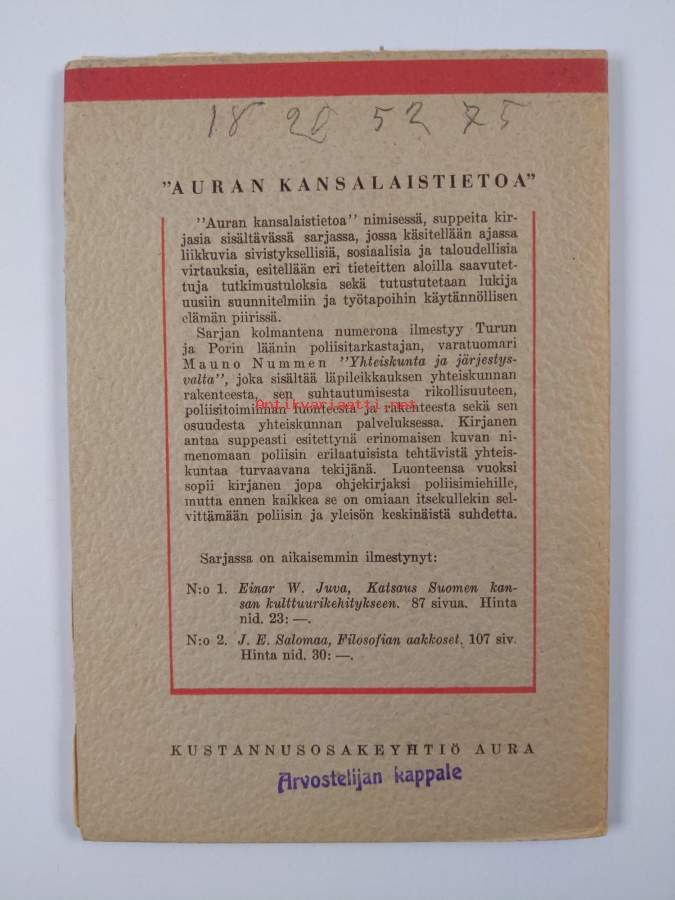 18 20 52 75
"AURAN KANSALAISTIETOA"
"Auran kansalaistietoa" nimisessä, suppeita kir-
jasia sisältävässä sarjassa, jossa käsitellään ajassa
liikkuvia sivistyksellisiä, sosiaalisia ja taloudellisia
virtauksia, esitellään eri tieteitten aloilla saavutet-
tuja tutkimustuloksia sekä tutustutetaan lukija
uusiin suunnitelmiin ja työtapoihin käytännöllisen
elämän piirissä.
Sarjan kolmantena numerona ilmestyy Turun
ja Porin läänin poliisitarkastajan, varatuomari
Mauno Nummen "Yhteiskunta ja järjestys-
valta", joka sisältää läpileikkauksen yhteiskunnan
rakenteesta, sen suhtautumisesta rikollisuuteen,
poliisitoiminnan luonteesta ja rakenteesta sekä sen
Antikvariaatti.net
osuudesta yhteiskunnan palveluksessa. Kirjanen
antaa suppeasti esitettynä erinomaisen kuvan ni-
menomaan poliisin erilaatuisista tehtävistä yhteis-
kuntaa turvaavana tekijänä. Luonteensa vuoksi
sopii kirjanen jopa ohjekirjaksi poliisimiehille,
mutta ennen kaikkea se on omiaan itsekullekin sel-
vittämään poliisin ja yleisön keskinäistä suhdetta.
Sarjassa on aikaisemmin ilmestynyt:
N:o 1. Einar W. Juva, Katsaus Suomen kan-
san kulttuurikehitykseen. 87 sivua. Hinta
nid. 23: —.
N:o 2. J. E. Salomaa, Filosofian aakkoset. 107 siv.
Hinta nid. 30: —.
KUSTANNUSOSAKEYHTIÖ AURA
Arvostelijan kappale